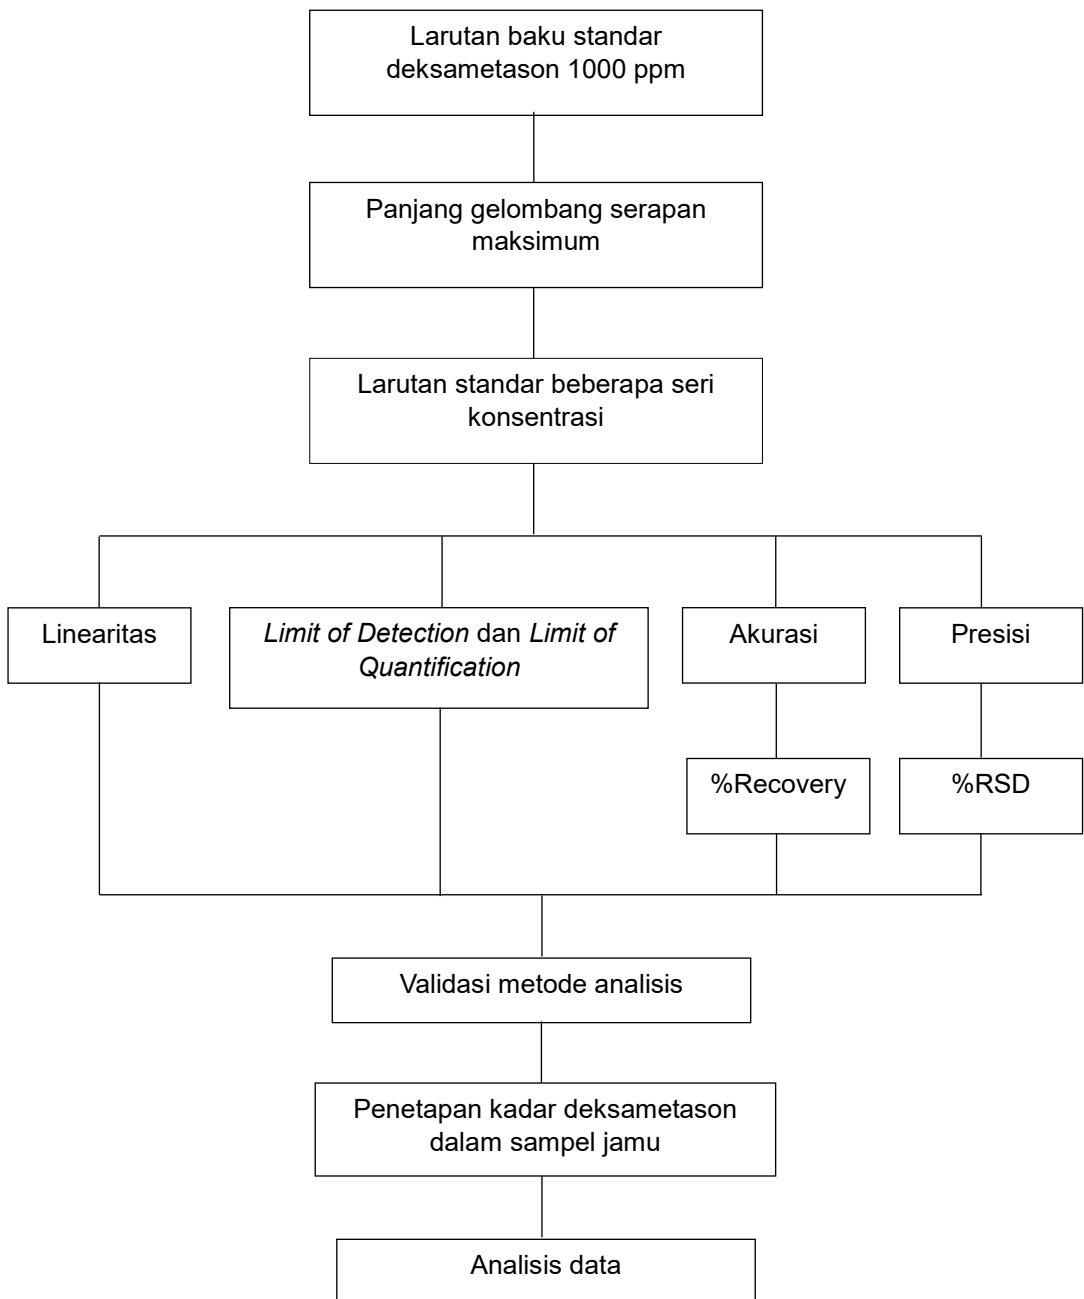 Larutan baku standar
deksametason 1000 ppm
Panjang gelombang serapan
maksimum
Larutan standar beberapa seri
konsentrasi
Linearitas
Limit of Detection dan Limit of
Quantification
Akurasi
Presisi
%Recovery
%RSD
Validasi metode analisis
Penetapan kadar deksametason
dalam sampel jamu
Analisis data